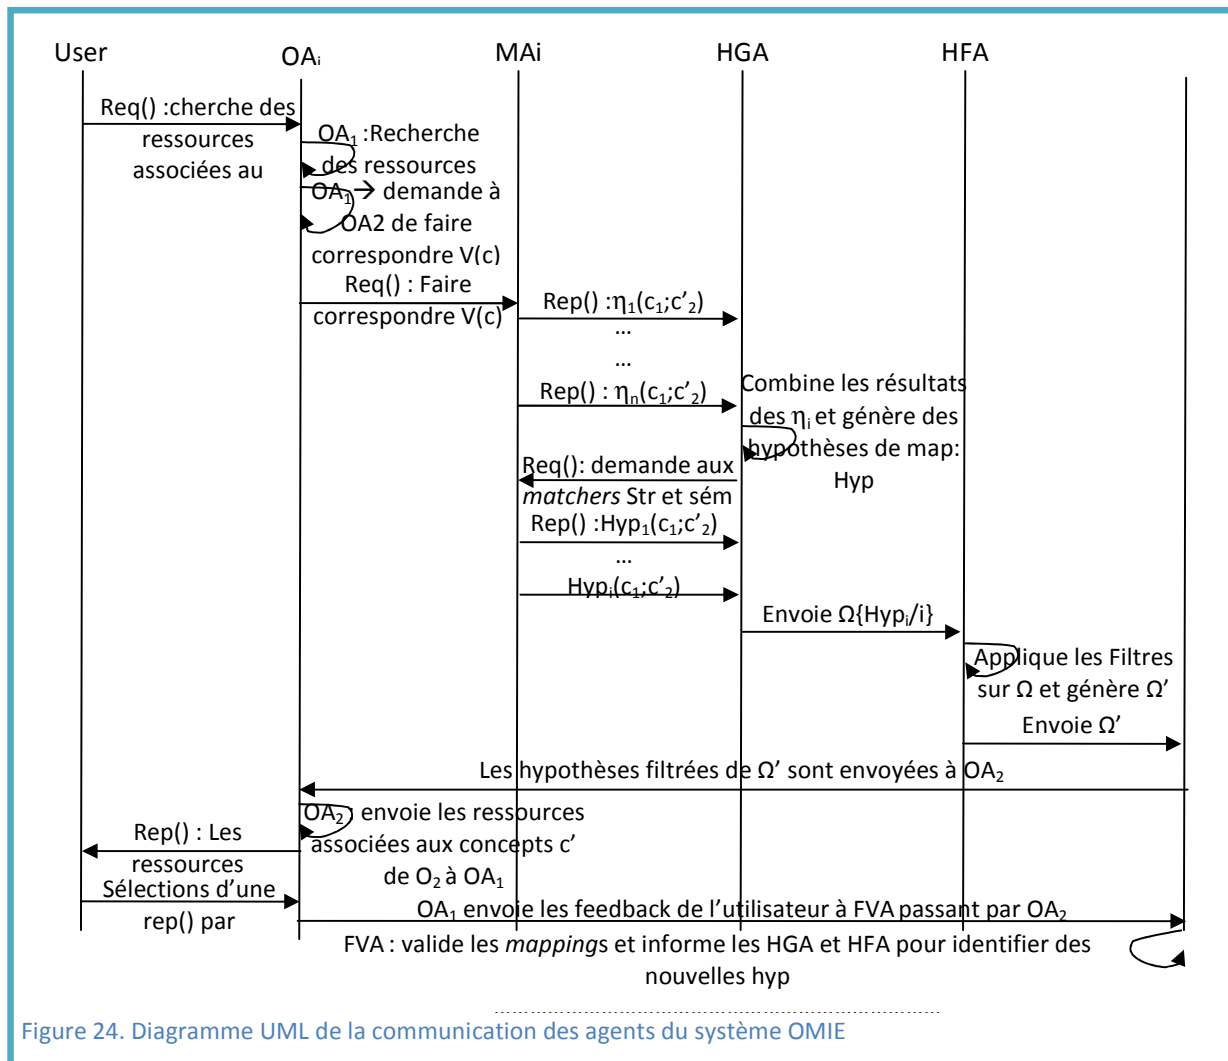 User
OAᵢ
MAi
HGA
HFA
Req() :cherche des
ressources
associées au
OA₁ :Recherche
des ressources
OA₁→ demande à
OA2 de faire
correspondre V(c)
Req() : Faire
correspondre V(c)
Rep() :η₁(c₁;c’₂)
...
...
Rep() : ηₙ(c₁;c’₂)
Combine les résultats
des ηᵢ et génère des
hypothèses de map:
Hyp
Req(): demande aux
matchers Str et sém
Rep() :Hyp₁(c₁;c’₂)
...
Hypᵢ(c₁;c’₂)
Envoie Ω{Hypᵢ/i}
Applique les Filtres
sur Ω et génère Ω’
Envoie Ω’
Les hypothèses filtrées de Ω’ sont envoyées à OA₂
OA₂ : envoie les ressources
associées aux concepts c’
de O₂ à OA₁
Rep() : Les
ressources
Sélections d’une
rep() par
OA₁ envoie les feedback de l’utilisateur à FVA passant par OA₂
FVA : valide les mappings et informe les HGA et HFA pour identifier des
nouvelles hyp
Figure 24. Diagramme UML de la communication des agents du système OMIE